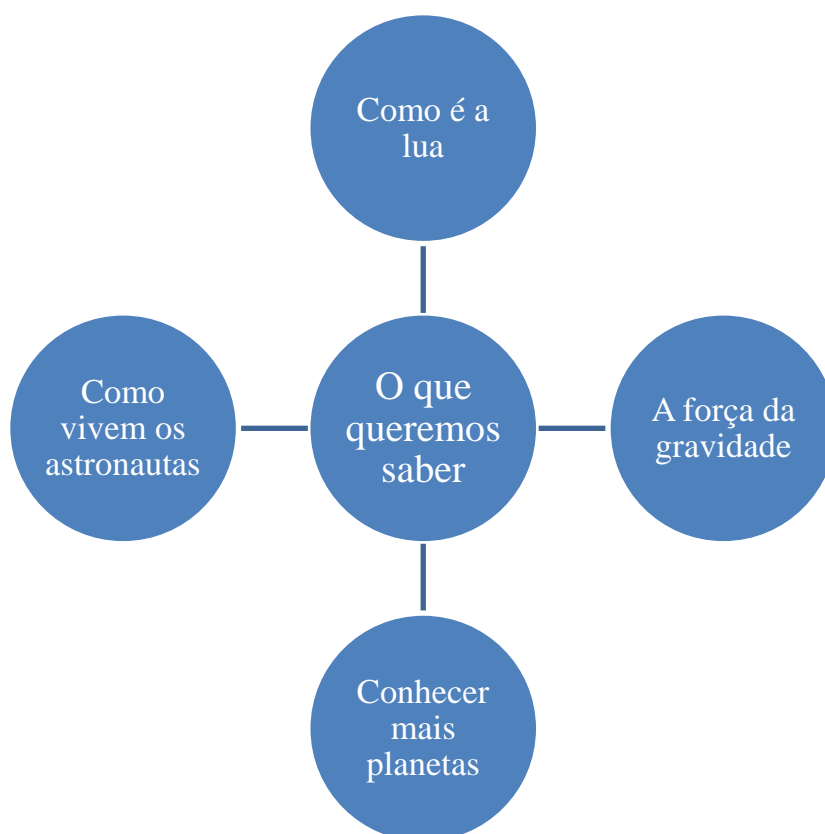 Como é a
lua
Como
vivem os
astronautas
O que
queremos
saber
A força da
gravidade
Conhecer
mais
planetas